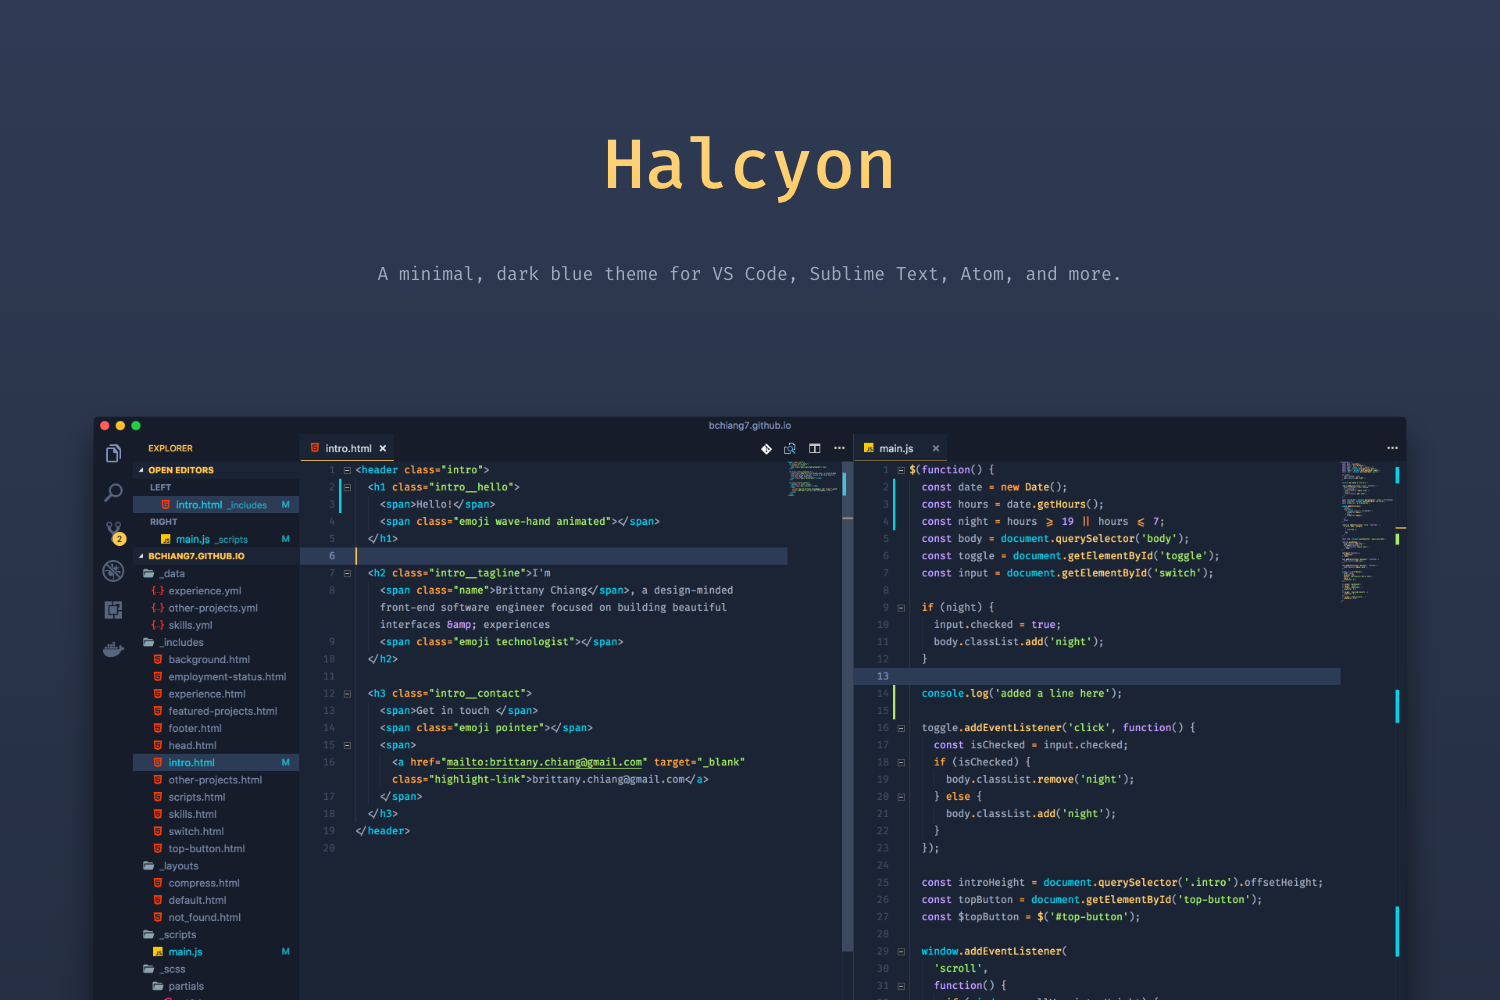 Halcyon
A minimal, dark blue theme for VS Code, Sublime Text, Atom, and more.
bchiang7.github.io
EXPLORER
OPEN EDITORS
LEFT
intro.html _includes M
RIGHT
main.js _scripts M
2
BCHIANG7.GITHUB.IO
_data
experience.yml
other-projects.yml
skills.yml
_includes
background.html
employment-status.html
experience.html
featured-projects.html
footer.html
head.html
intro.html M
other-projects.html
scripts.html
skills.html
switch.html
top-button.html
_layouts
compress.html
default.html
not_found.html
_scripts
main.js M
_scss
partials
intro.html
1 <header class="intro">
2 <h1 class="intro__hello">
3 <span>Hello!</span>
4 <span class="emoji wave-hand animated"></span>
5 </h1>
6
7 <h2 class="intro__tagline">I'm
8 <span class="name">Brittany Chiang</span>, a design-minded
front-end software engineer focused on building beautiful
interfaces &amp; experiences
9 <span class="emoji technologist"></span>
10 </h2>
11
12 <h3 class="intro__contact">
13 <span>Get in touch </span>
14 <span class="emoji pointer"></span>
15 <span>
16 <a href="mailto:brittany.chiang@gmail.com" target="_blank"
class="highlight-link">brittany.chiang@gmail.com</a>
17 </span>
18 </h3>
19 </header>
20
main.js
1 $(function() {
2 const date = new Date();
3 const hours = date.getHours();
4 const night = hours ⩾ 19 || hours ⩽ 7;
5 const body = document.querySelector('body');
6 const toggle = document.getElementById('toggle');
7 const input = document.getElementById('switch');
8
9 if (night) {
10 input.checked = true;
11 body.classList.add('night');
12 }
13
14 console.log('added a line here');
15
16 toggle.addEventListener('click', function() {
17 const isChecked = input.checked;
18 if (isChecked) {
19 body.classList.remove('night');
20 } else {
21 body.classList.add('night');
22 }
23 });
24
25 const introHeight = document.querySelector('.intro').offsetHeight;
26 const topButton = document.getElementById('top-button');
27 const $topButton = $('#top-button');
28
29 window.addEventListener(
30 'scroll',
31 function() {